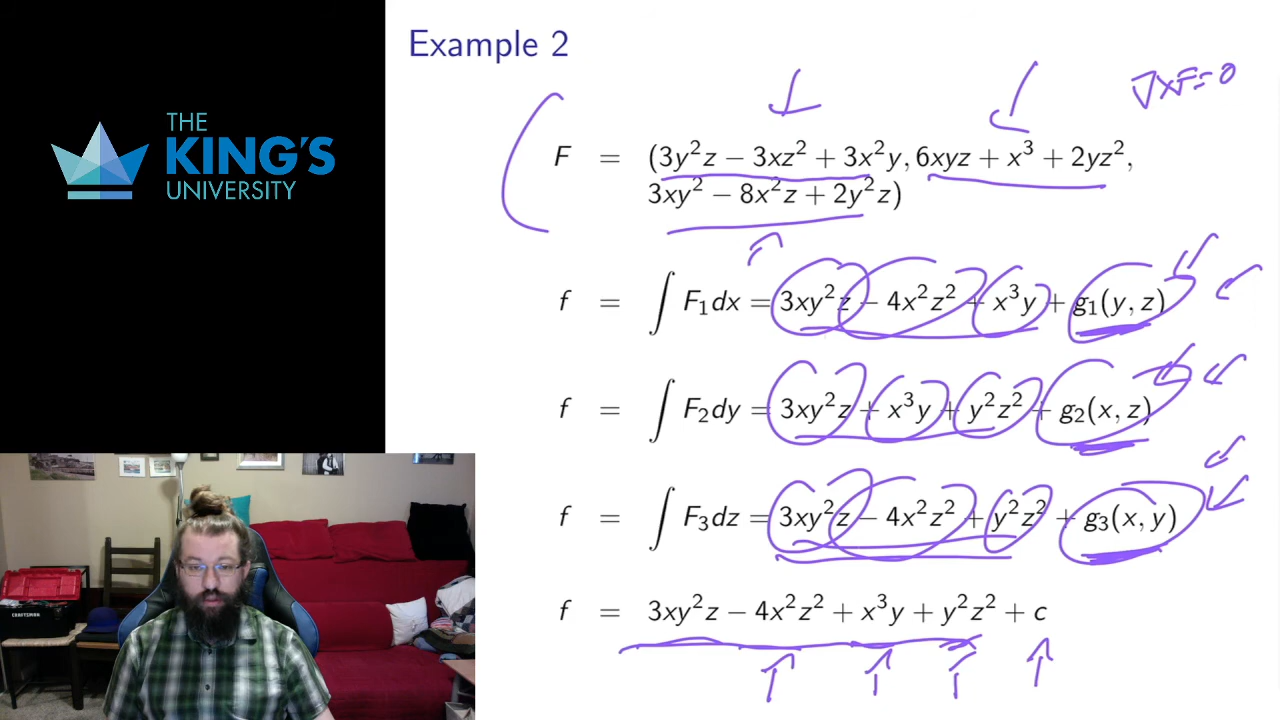 THE
KING'S
UNIVERSITY
Example 2
∇×F=0
F = (3y²z − 3xz² + 3x²y, 6xyz + x³ + 2yz²,
3xy² − 8x²z + 2y²z)
f = ∫ F₁dx = 3xy²z − 4x²z² + x³y + g₁(y, z)
f = ∫ F₂dy = 3xy²z + x³y + y²z² + g₂(x, z)
f = ∫ F₃dz = 3xy²z − 4x²z² + y²z² + g₃(x, y)
f = 3xy²z − 4x²z² + x³y + y²z² + c
CRAFTSMAN